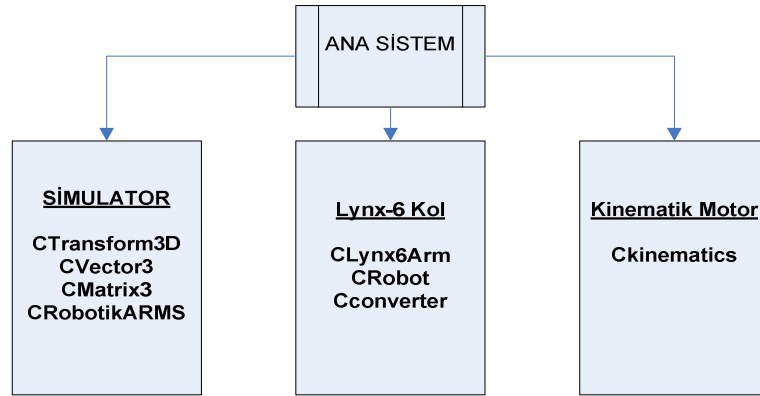 ANA SİSTEM
SİMULATOR
CTransform3D
CVector3
CMatrix3
CRobotikARMS
Lynx-6 Kol
CLynx6Arm
CRobot
Cconverter
Kinematik Motor
Ckinematics